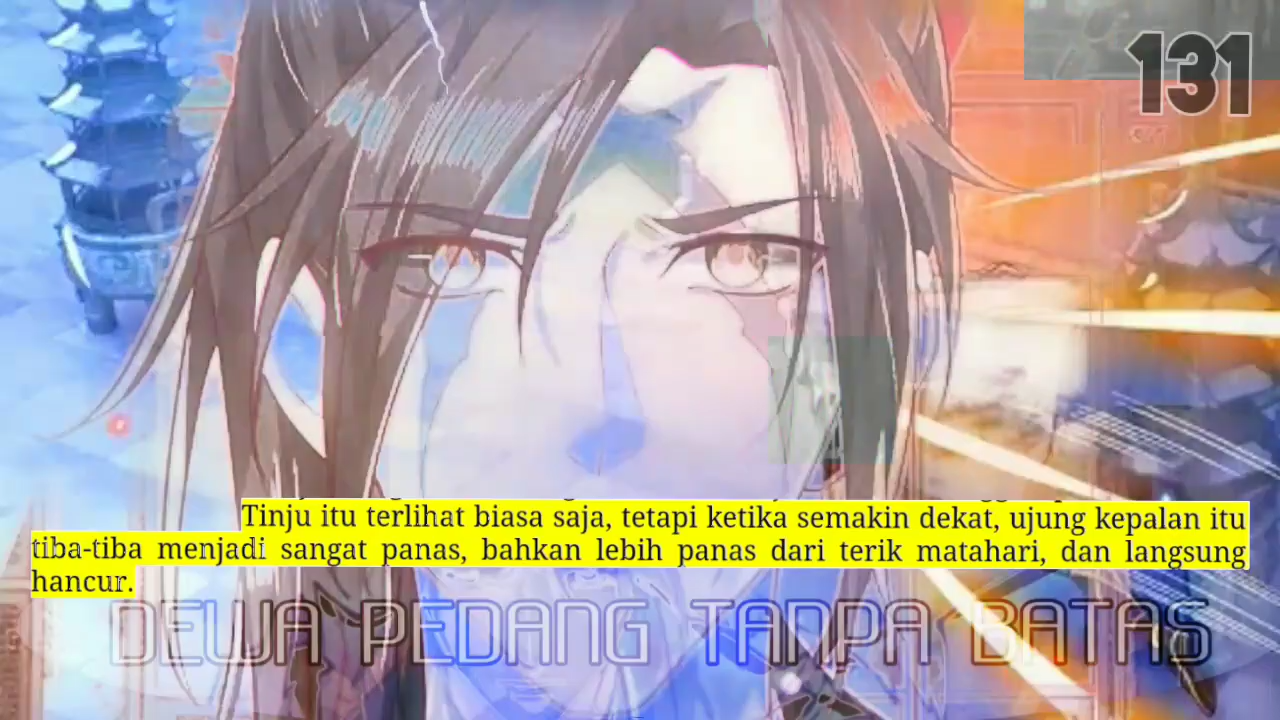 131
Tinju itu terlihat biasa saja, tetapi ketika semakin dekat, ujung kepalan itu
tiba-tiba menjadi sangat panas, bahkan lebih panas dari terik matahari, dan langsung
hancur.
DEWA PEDANG TANPA BATAS